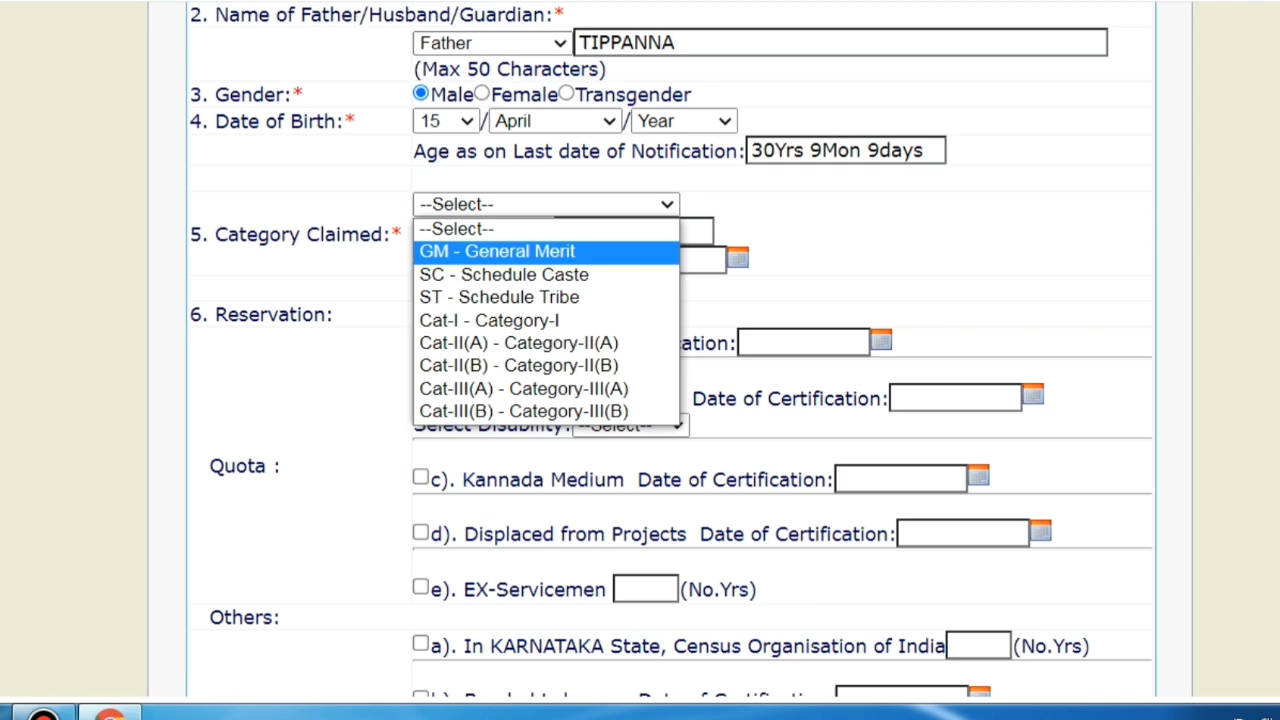 2. Name of Father/Husband/Guardian:*
Father TIPPANNA
(Max 50 Characters)
3. Gender:* Male Female Transgender
4. Date of Birth:* 15 / April / Year
Age as on Last date of Notification: 30Yrs 9Mon 9days
--Select--
--Select--
5. Category Claimed:*
GM - General Merit
SC - Schedule Caste
ST - Schedule Tribe
6. Reservation:
Cat-I - Category-I
Cat-II(A) - Category-II(A) ation:
Cat-II(B) - Category-II(B)
Cat-III(A) - Category-III(A) Date of Certification:
Cat-III(B) - Category-III(B)
Select Disability: --Select--
Quota :
c). Kannada Medium Date of Certification:
d). Displaced from Projects Date of Certification:
e). EX-Servicemen (No.Yrs)
Others:
a). In KARNATAKA State, Census Organisation of India (No.Yrs)